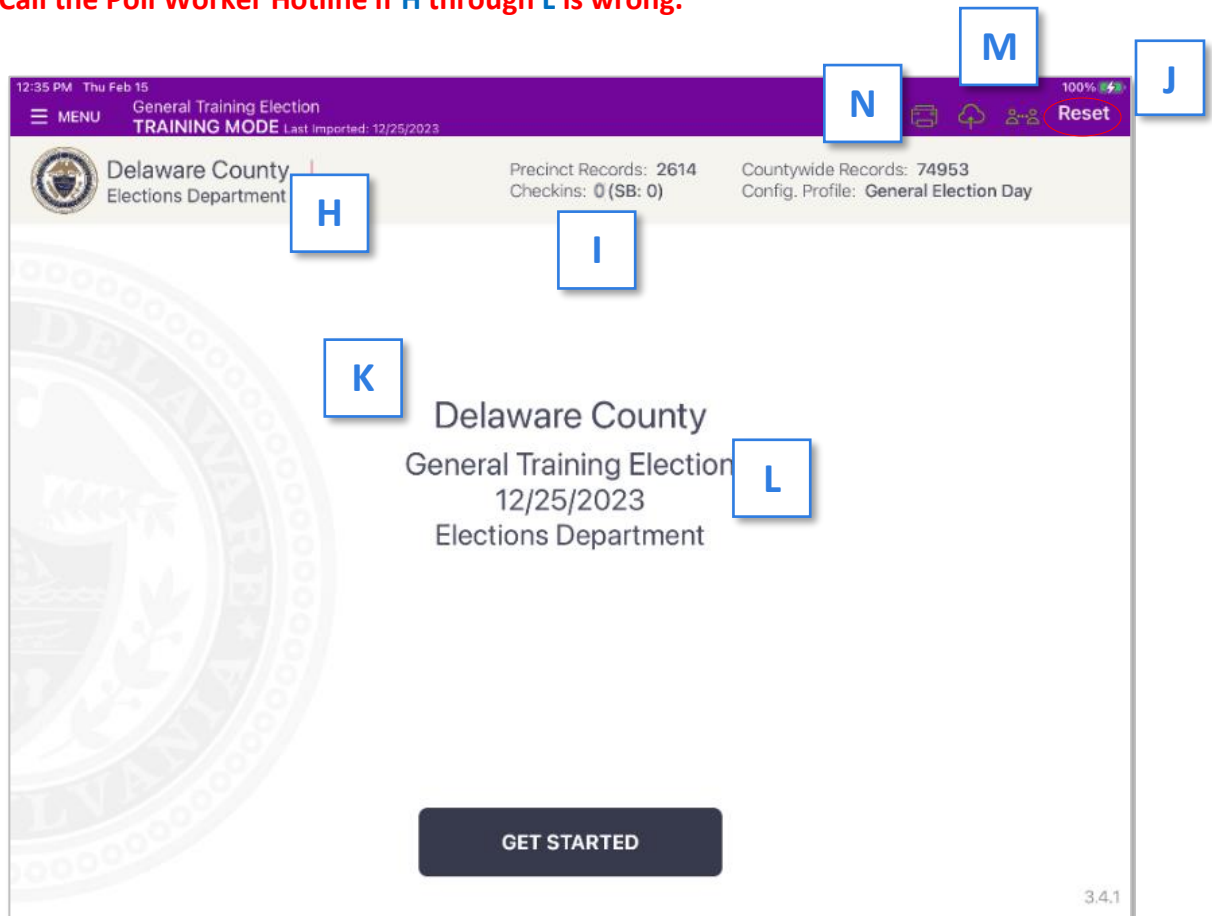 Call the Poll Worker Hotline if H through L is wrong.
M
J
12:35 PM Thu Feb 15
100%
N
MENU
General Training Election
TRAINING MODE Last Imported: 12/25/2023
Reset
Delaware County
Elections Department
H
Precinct Records: 2614
Checkins: 0 (SB: 0)
Countywide Records: 74953
Config. Profile: General Election Day
I
K
Delaware County
General Training Election
12/25/2023
Elections Department
L
GET STARTED
3.4.1
DELAWARE